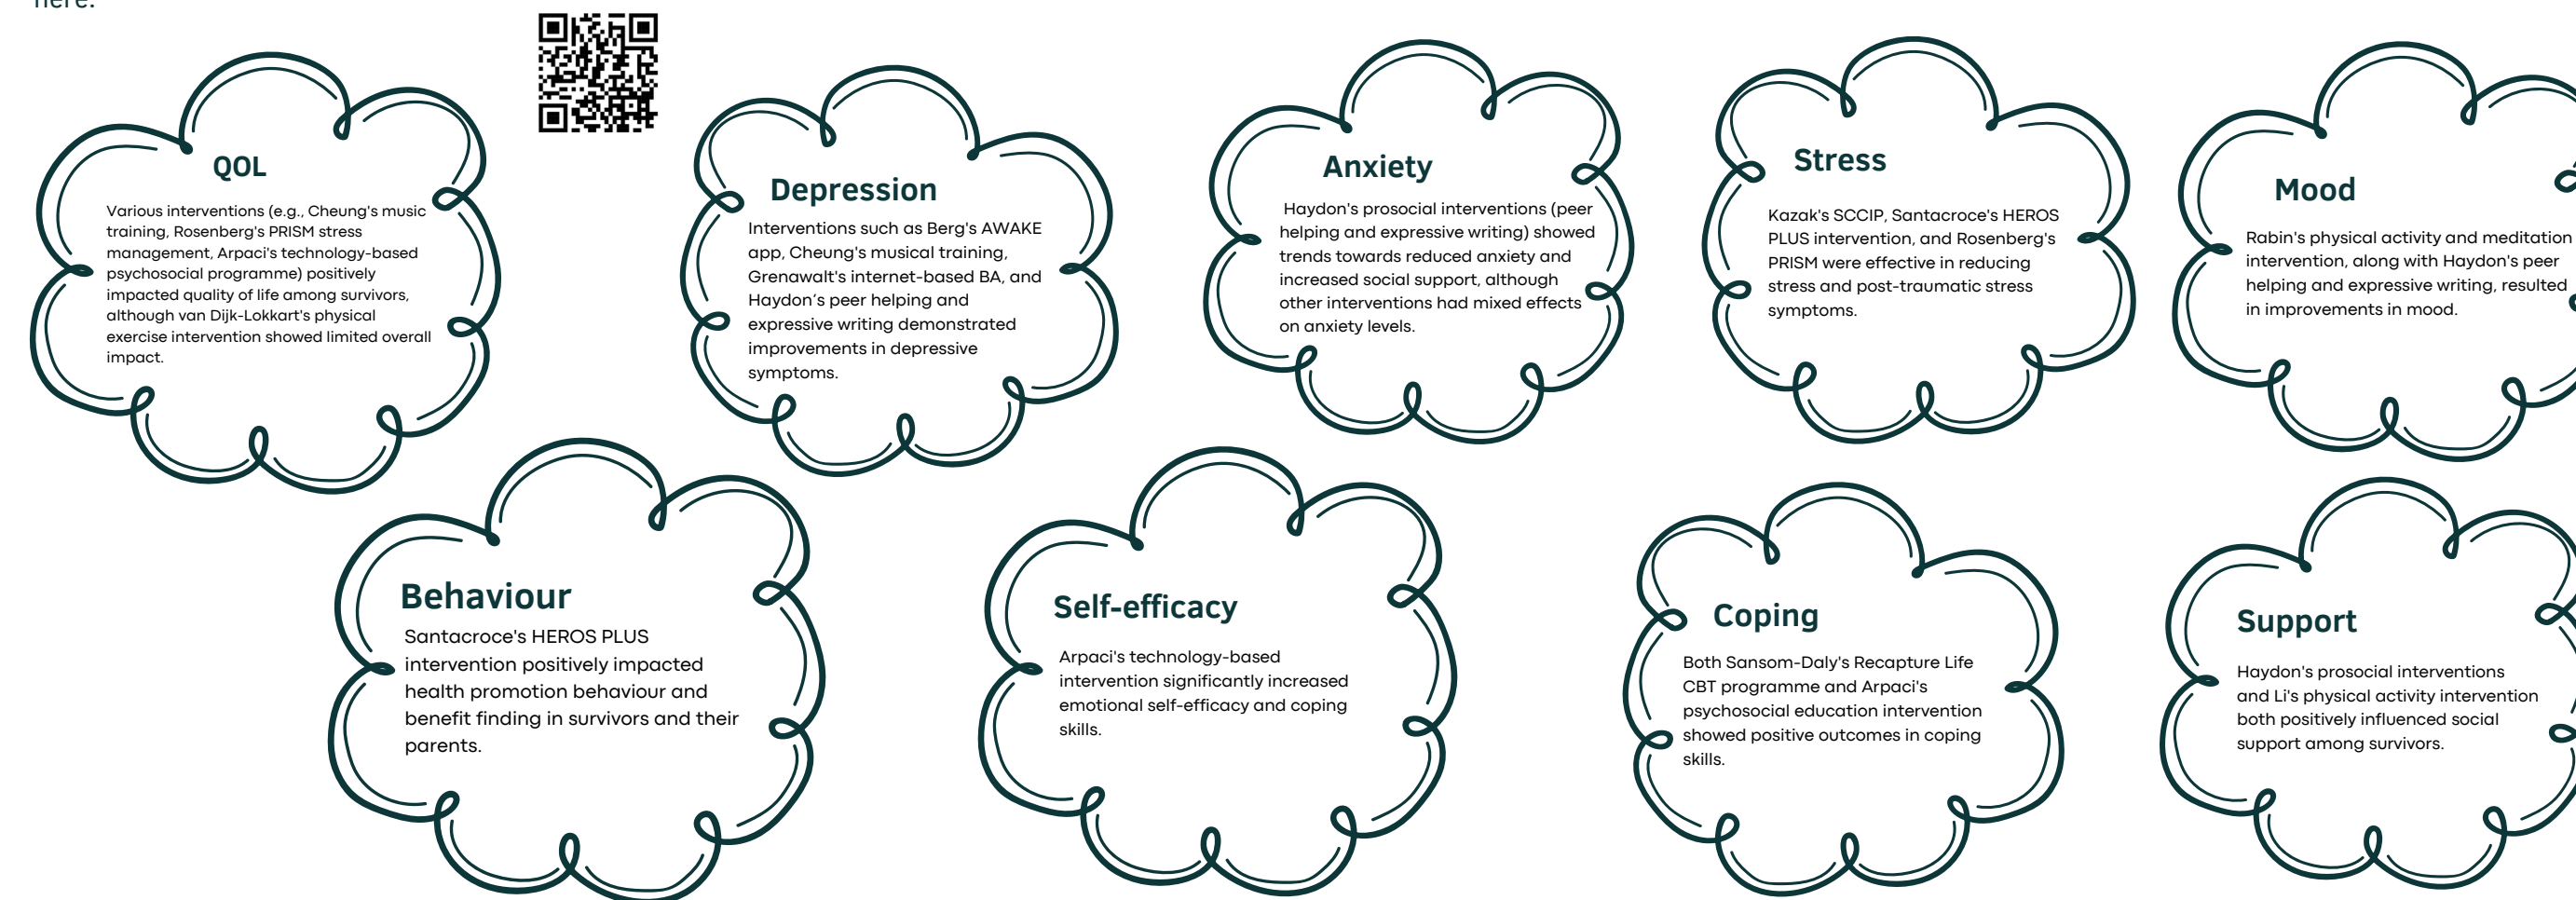 here.
QOL
Various interventions (e.g., Cheung's music
training, Rosenberg's PRISM stress
management, Arpaci's technology-based
psychosocial programme) positively
impacted quality of life among survivors,
although van Dijk-Lokkart's physical
exercise intervention showed limited overall
impact.
Depression
Interventions such as Berg's AWAKE
app, Cheung's musical training,
Grenawalt's internet-based BA, and
Haydon's peer helping and
expressive writing demonstrated
improvements in depressive
symptoms.
Anxiety
Haydon's prosocial interventions (peer
helping and expressive writing) showed
trends towards reduced anxiety and
increased social support, although
other interventions had mixed effects
on anxiety levels.
Stress
Kazak's SCCIP, Santacroce's HEROS
PLUS intervention, and Rosenberg's
PRISM were effective in reducing
stress and post-traumatic stress
symptoms.
Mood
Rabin's physical activity and meditation
intervention, along with Haydon's peer
helping and expressive writing, resulted
in improvements in mood.
Behaviour
Santacroce's HEROS PLUS
intervention positively impacted
health promotion behaviour and
benefit finding in survivors and their
parents.
Self-efficacy
Arpaci's technology-based
intervention significantly increased
emotional self-efficacy and coping
skills.
Coping
Both Sansom-Daly's Recapture Life
CBT programme and Arpaci's
psychosocial education intervention
showed positive outcomes in coping
skills.
Support
Haydon's prosocial interventions
and Li's physical activity intervention
both positively influenced social
support among survivors.